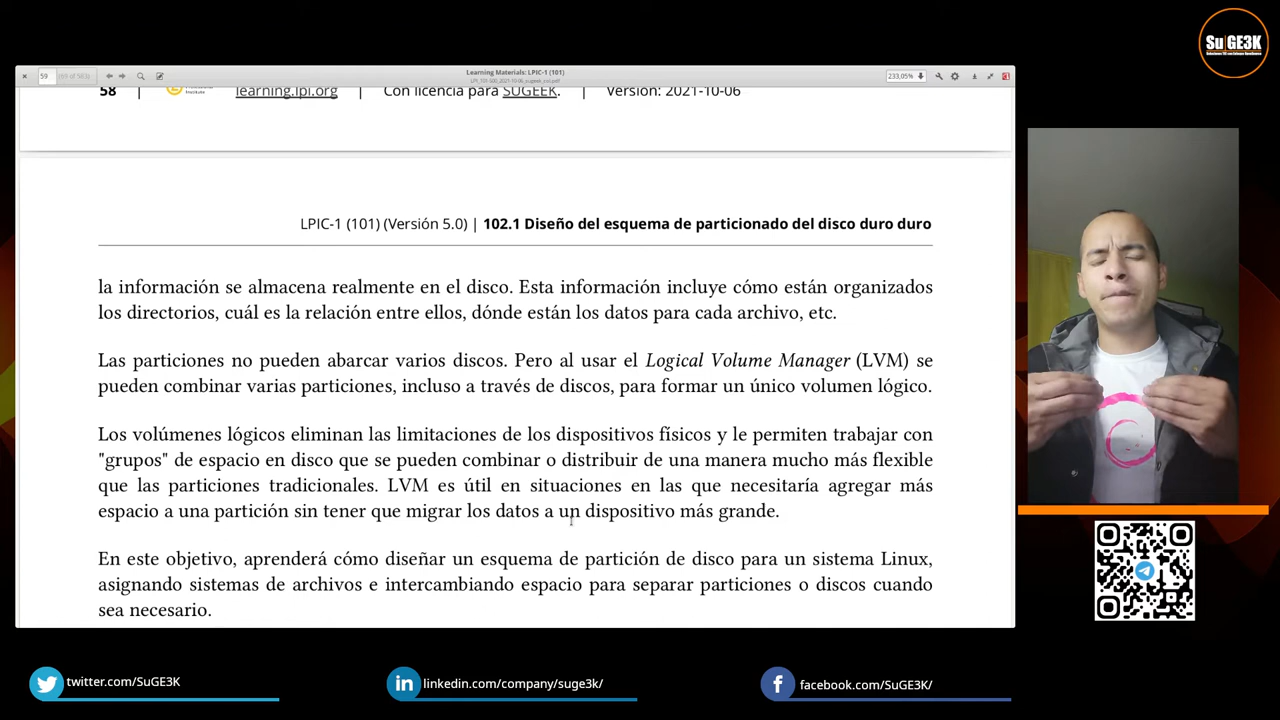 SuGE3K
Learning Materials: LPIC-1 (101)
59
233,05%
58 | learning.lpi.org | Con licencia para SUGEEK. | Version: 2021-10-06
LPIC-1 (101) (Versión 5.0) | 102.1 Diseño del esquema de particionado del disco duro duro
la información se almacena realmente en el disco. Esta información incluye cómo están organizados
los directorios, cuál es la relación entre ellos, dónde están los datos para cada archivo, etc.
Las particiones no pueden abarcar varios discos. Pero al usar el Logical Volume Manager (LVM) se
pueden combinar varias particiones, incluso a través de discos, para formar un único volumen lógico.
Los volúmenes lógicos eliminan las limitaciones de los dispositivos físicos y le permiten trabajar con
"grupos" de espacio en disco que se pueden combinar o distribuir de una manera mucho más flexible
que las particiones tradicionales. LVM es útil en situaciones en las que necesitaría agregar más
espacio a una partición sin tener que migrar los datos a un dispositivo más grande.
En este objetivo, aprenderá cómo diseñar un esquema de partición de disco para un sistema Linux,
asignando sistemas de archivos e intercambiando espacio para separar particiones o discos cuando
sea necesario.
twitter.com/SuGE3K
linkedin.com/company/suge3k/
facebook.com/SuGE3K/